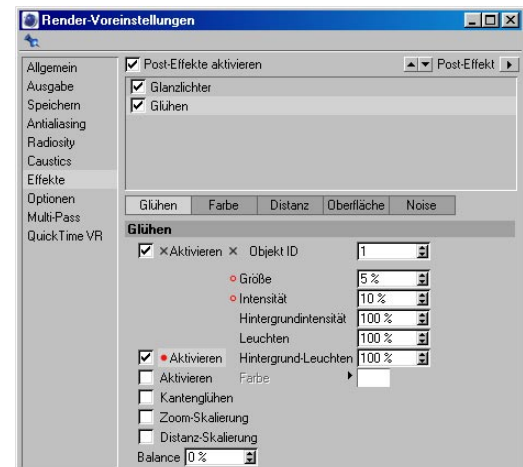 Render-Voreinstellungen
Allgemein
Ausgabe
Speichern
Antialiasing
Radiosity
Caustics
Effekte
Optionen
Multi-Pass
QuickTime VR
Post-Effekte aktivieren
Post-Effekt
Glanzlichter
Glühen
Glühen Farbe Distanz Oberfläche Noise
Glühen
Aktivieren Objekt ID 1
Größe 5 %
Intensität 10 %
Hintergrundintensität 100 %
Leuchten 100 %
Aktivieren Hintergrund-Leuchten 100 %
Aktivieren Farbe
Kantenglühen
Zoom-Skalierung
Distanz-Skalierung
Balance 0 %